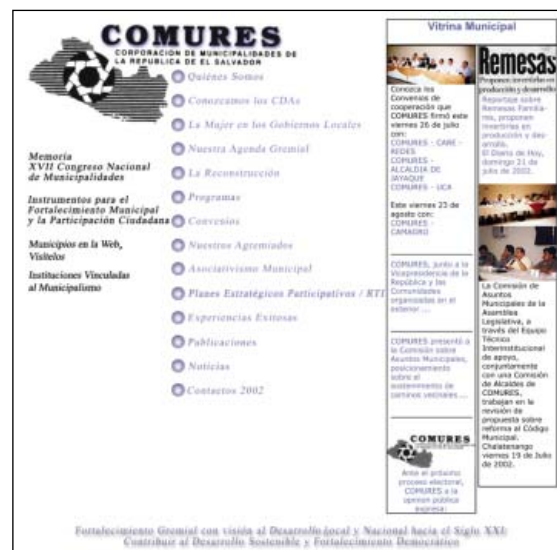 COMURES
CORPORACION DE MUNICIPALIDADES DE
LA REPUBLICA DE EL SALVADOR
Quiénes Somos
Conozcamos los CDAs
La Mujer en los Gobiernos Locales
Nuestra Agenda Gremial
La Reconstrucción
Programas
Convenios
Nuestros Agremiados
Asociativismo Municipal
Planes Estratégicos Participativos / RTI
Experiencias Exitosas
Publicaciones
Noticias
Contactos 2002
Memoria
XVII Congreso Nacional
de Municipalidades
Instrumentos para el
Fortalecimiento Municipal
y la Participación Ciudadana
Municipios en la Web,
Visítelos
Instituciones Vinculadas
al Municipalismo
Vitrina Municipal
Conozca los
Convenios de
cooperación que
COMURES firmó este
viernes 26 de julio
con:
COMURES - CARE -
REDES
COMURES -
ALCALDIA DE
JAYAQUE
COMURES - UCA
Este viernes 23 de
agosto con:
COMURES -
CAMAGRO
COMURES, junto a la
Vicepresidencia de la
República y las
Comunidades
organizadas en el
exterior ....
COMURES presentó a
la Comisión sobre
Asuntos Municipales,
posicionamiento
sobre el
sostenimiento de
caminos vecinales ...
COMURES
Ante el próximo
proceso electoral,
COMURES a la
opinión pública
expresa:
Remesas
Proponen invertirlas en
producción y desarrollo
Reportaje sobre
Remesas Familia-
res, proponen
invertirlas en
producción y des-
arrollo.
El Diario de Hoy,
domingo 21 de
julio de 2002.
La Comisión de
Asuntos
Municipales de la
Asamblea
Legislativa, a
través del Equipo
Técnico
Interinstitucional
de apoyo,
conjuntamente
con una Comisión
de Alcaldes de
COMURES,
trabajan en la
revisión de
propuesta sobre
reforma al Código
Municipal.
Chalatenango
viernes 19 de Julio
de 2002.
Fortalecimiento Gremial con visión al Desarrollo Local y Nacional hacia el Siglo XXI:
Contribuir al Desarrollo Sostenible y Fortalecimiento Democrático